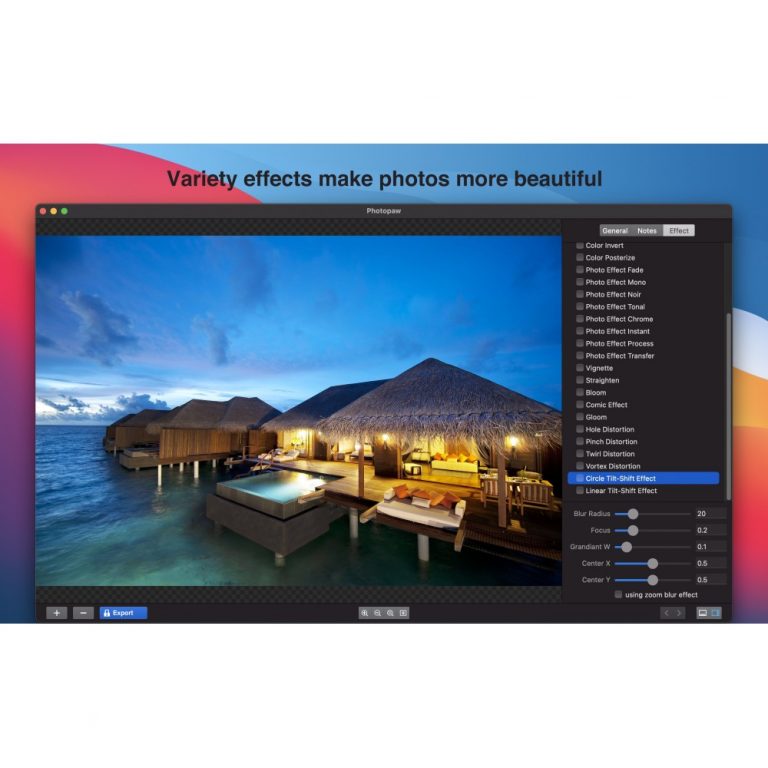 Variety effects make photos more beautiful
Photopaw
General Notes Effect
Color Invert
Color Posterize
Photo Effect Fade
Photo Effect Mono
Photo Effect Noir
Photo Effect Tonal
Photo Effect Chrome
Photo Effect Instant
Photo Effect Process
Photo Effect Transfer
Vignette
Straighten
Bloom
Comic Effect
Gloom
Hole Distortion
Pinch Distortion
Twirl Distortion
Vortex Distortion
Circle Tilt-Shift Effect
Linear Tilt-Shift Effect
Blur Radius 20
Focus 0.2
Grandiant W 0.1
Center X 0.5
Center Y 0.5
using zoom blur effect
Export